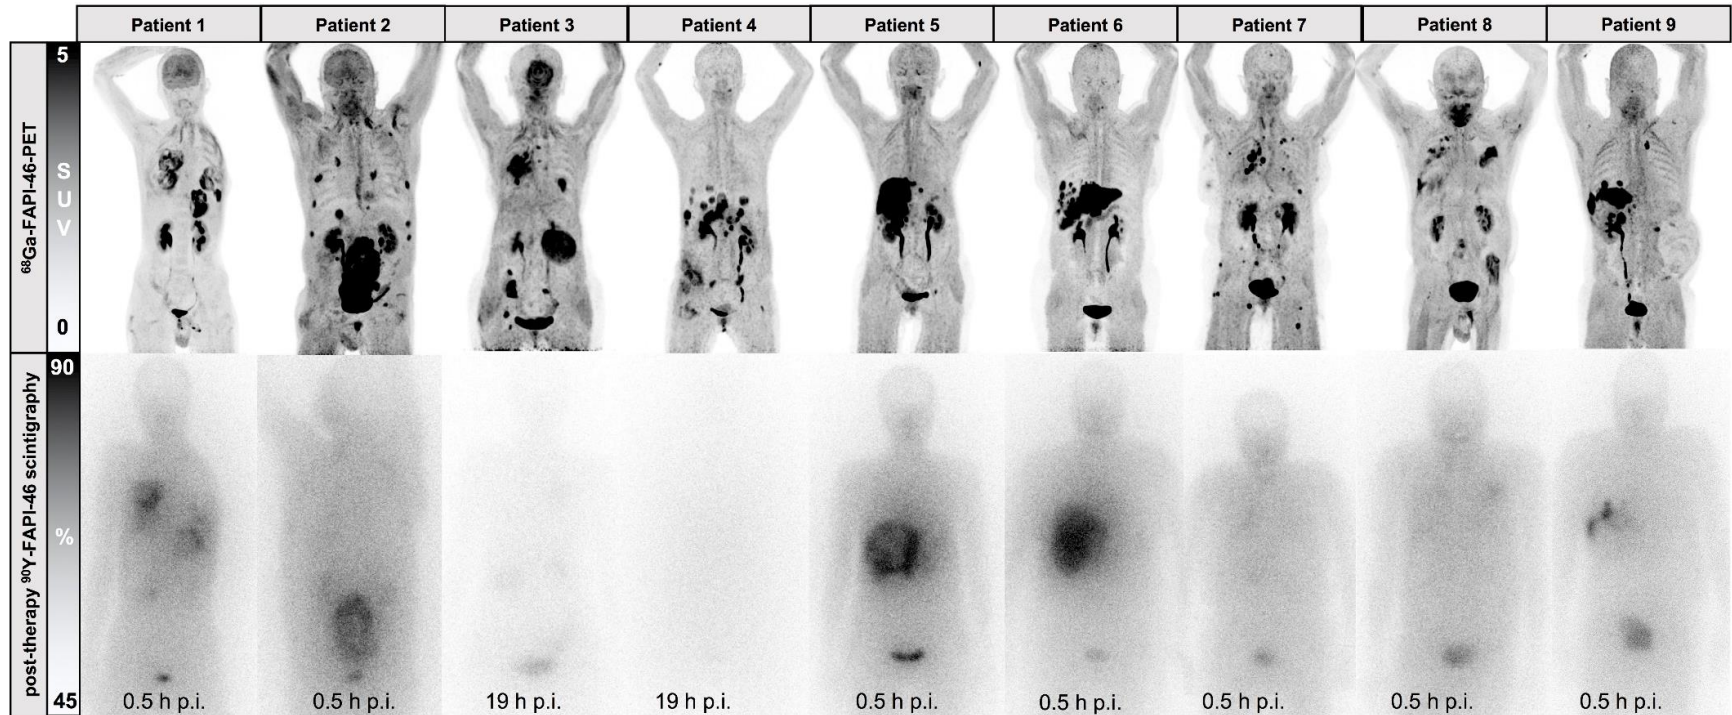 Patient 1 Patient 2 Patient 3 Patient 4 Patient 5 Patient 6 Patient 7 Patient 8 Patient 9
68Ga-FAPI-46-PET
5
S
U
V
0
post-therapy 90Y-FAPI-46 scintigraphy
90
%
45
0.5 h p.i. 0.5 h p.i. 19 h p.i. 19 h p.i. 0.5 h p.i. 0.5 h p.i. 0.5 h p.i. 0.5 h p.i. 0.5 h p.i.